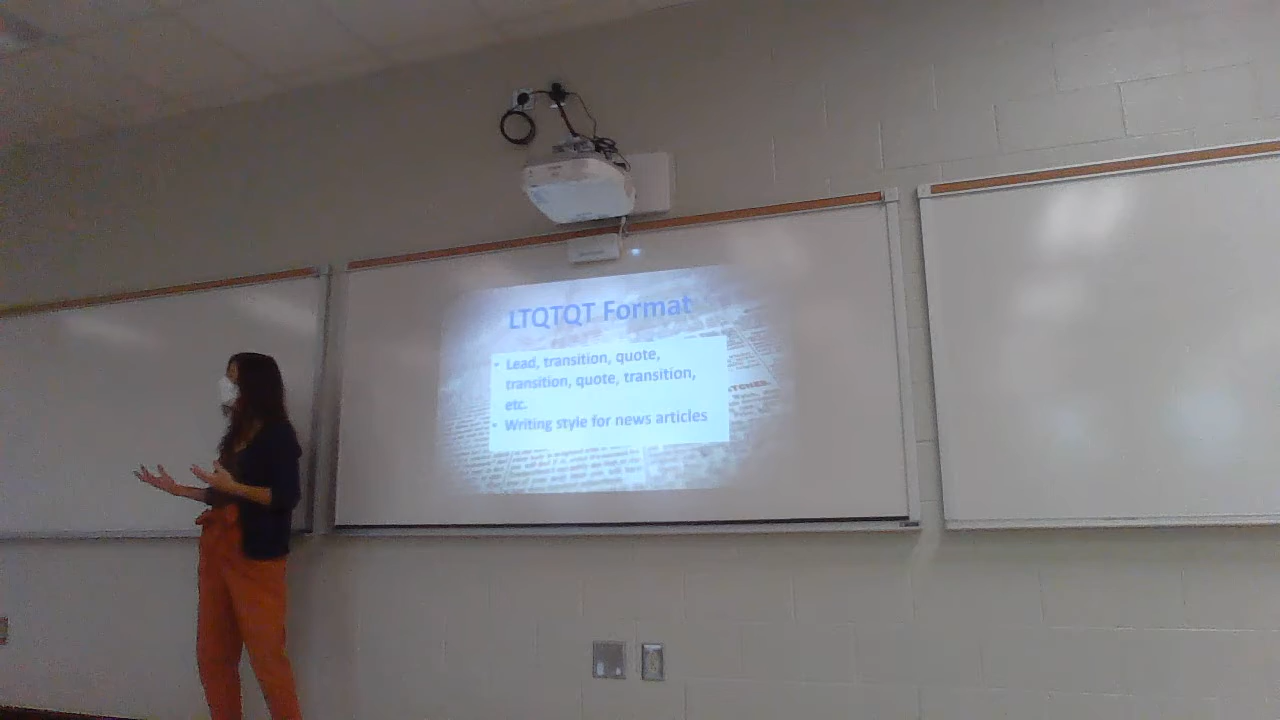 LTQTQT Format
• Lead, transition, quote,
transition, quote, transition,
etc.
• Writing style for news articles